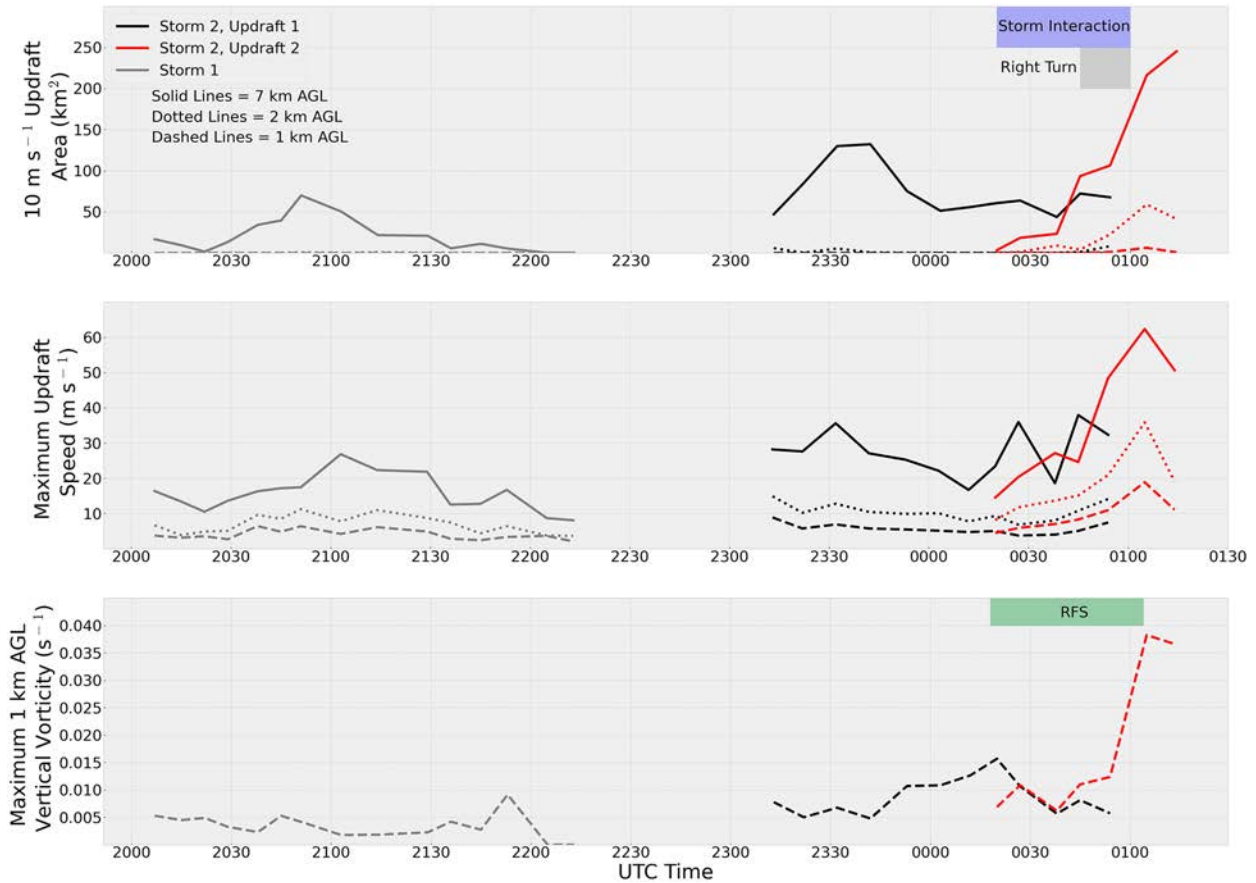 10 m s⁻¹ Updraft
Area (km²)
250
200
150
100
50
Storm 2, Updraft 1
Storm 2, Updraft 2
Storm 1
Solid Lines = 7 km AGL
Dotted Lines = 2 km AGL
Dashed Lines = 1 km AGL
Storm Interaction
Right Turn
2000 2030 2100 2130 2200 2230 2300 2330 0000 0030 0100
Maximum Updraft
Speed (m s⁻¹)
60
50
40
30
20
10
2000 2030 2100 2130 2200 2230 2300 2330 0000 0030 0100 0130
Maximum 1 km AGL
Vertical Vorticity (s⁻¹)
0.040
0.035
0.030
0.025
0.020
0.015
0.010
0.005
RFS
2000 2030 2100 2130 2200 2230 2300 2330 0000 0030 0100
UTC Time